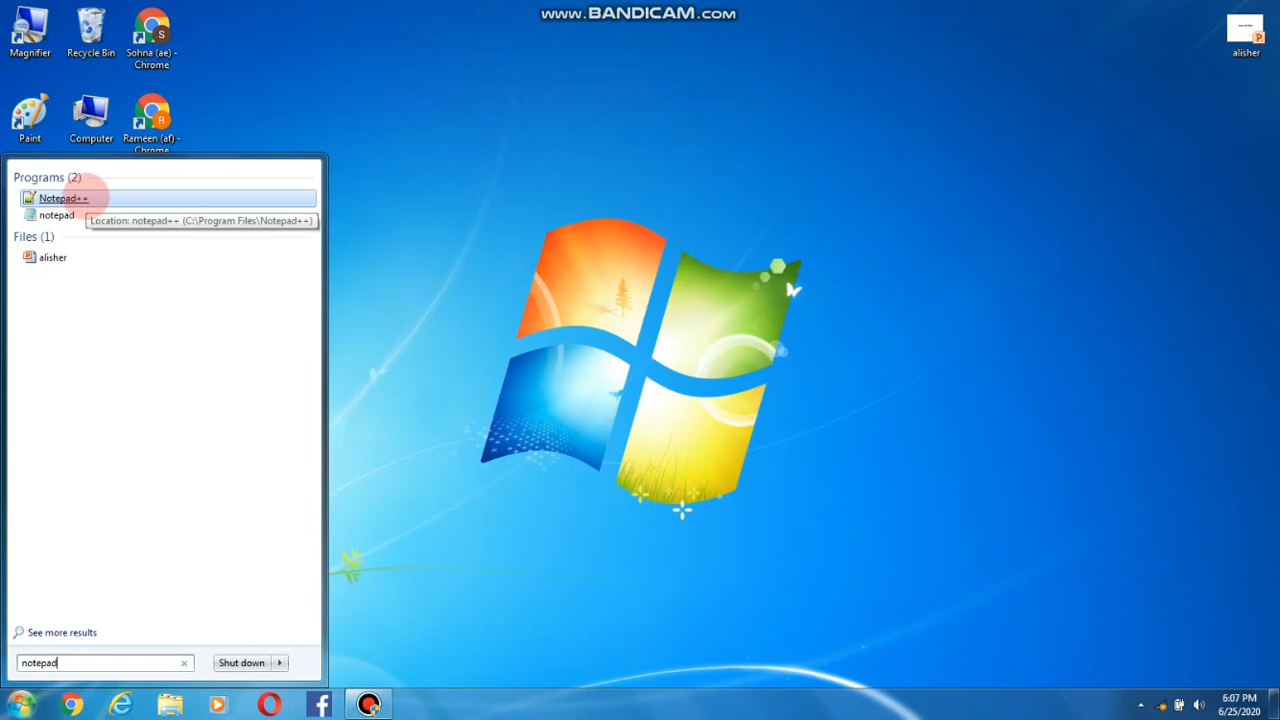 www.BANDICAM.com
Magnifier
Recycle Bin
Sohna (ae) -
Chrome
S
P
alisher
Paint
Computer
Rameen (af) -
Chrome
R
Programs (2)
Notepad++
notepad
Location: notepad++ (C:\Program Files\Notepad++)
Files (1)
alisher
See more results
notepad
Shut down
6:07 PM
6/25/2020